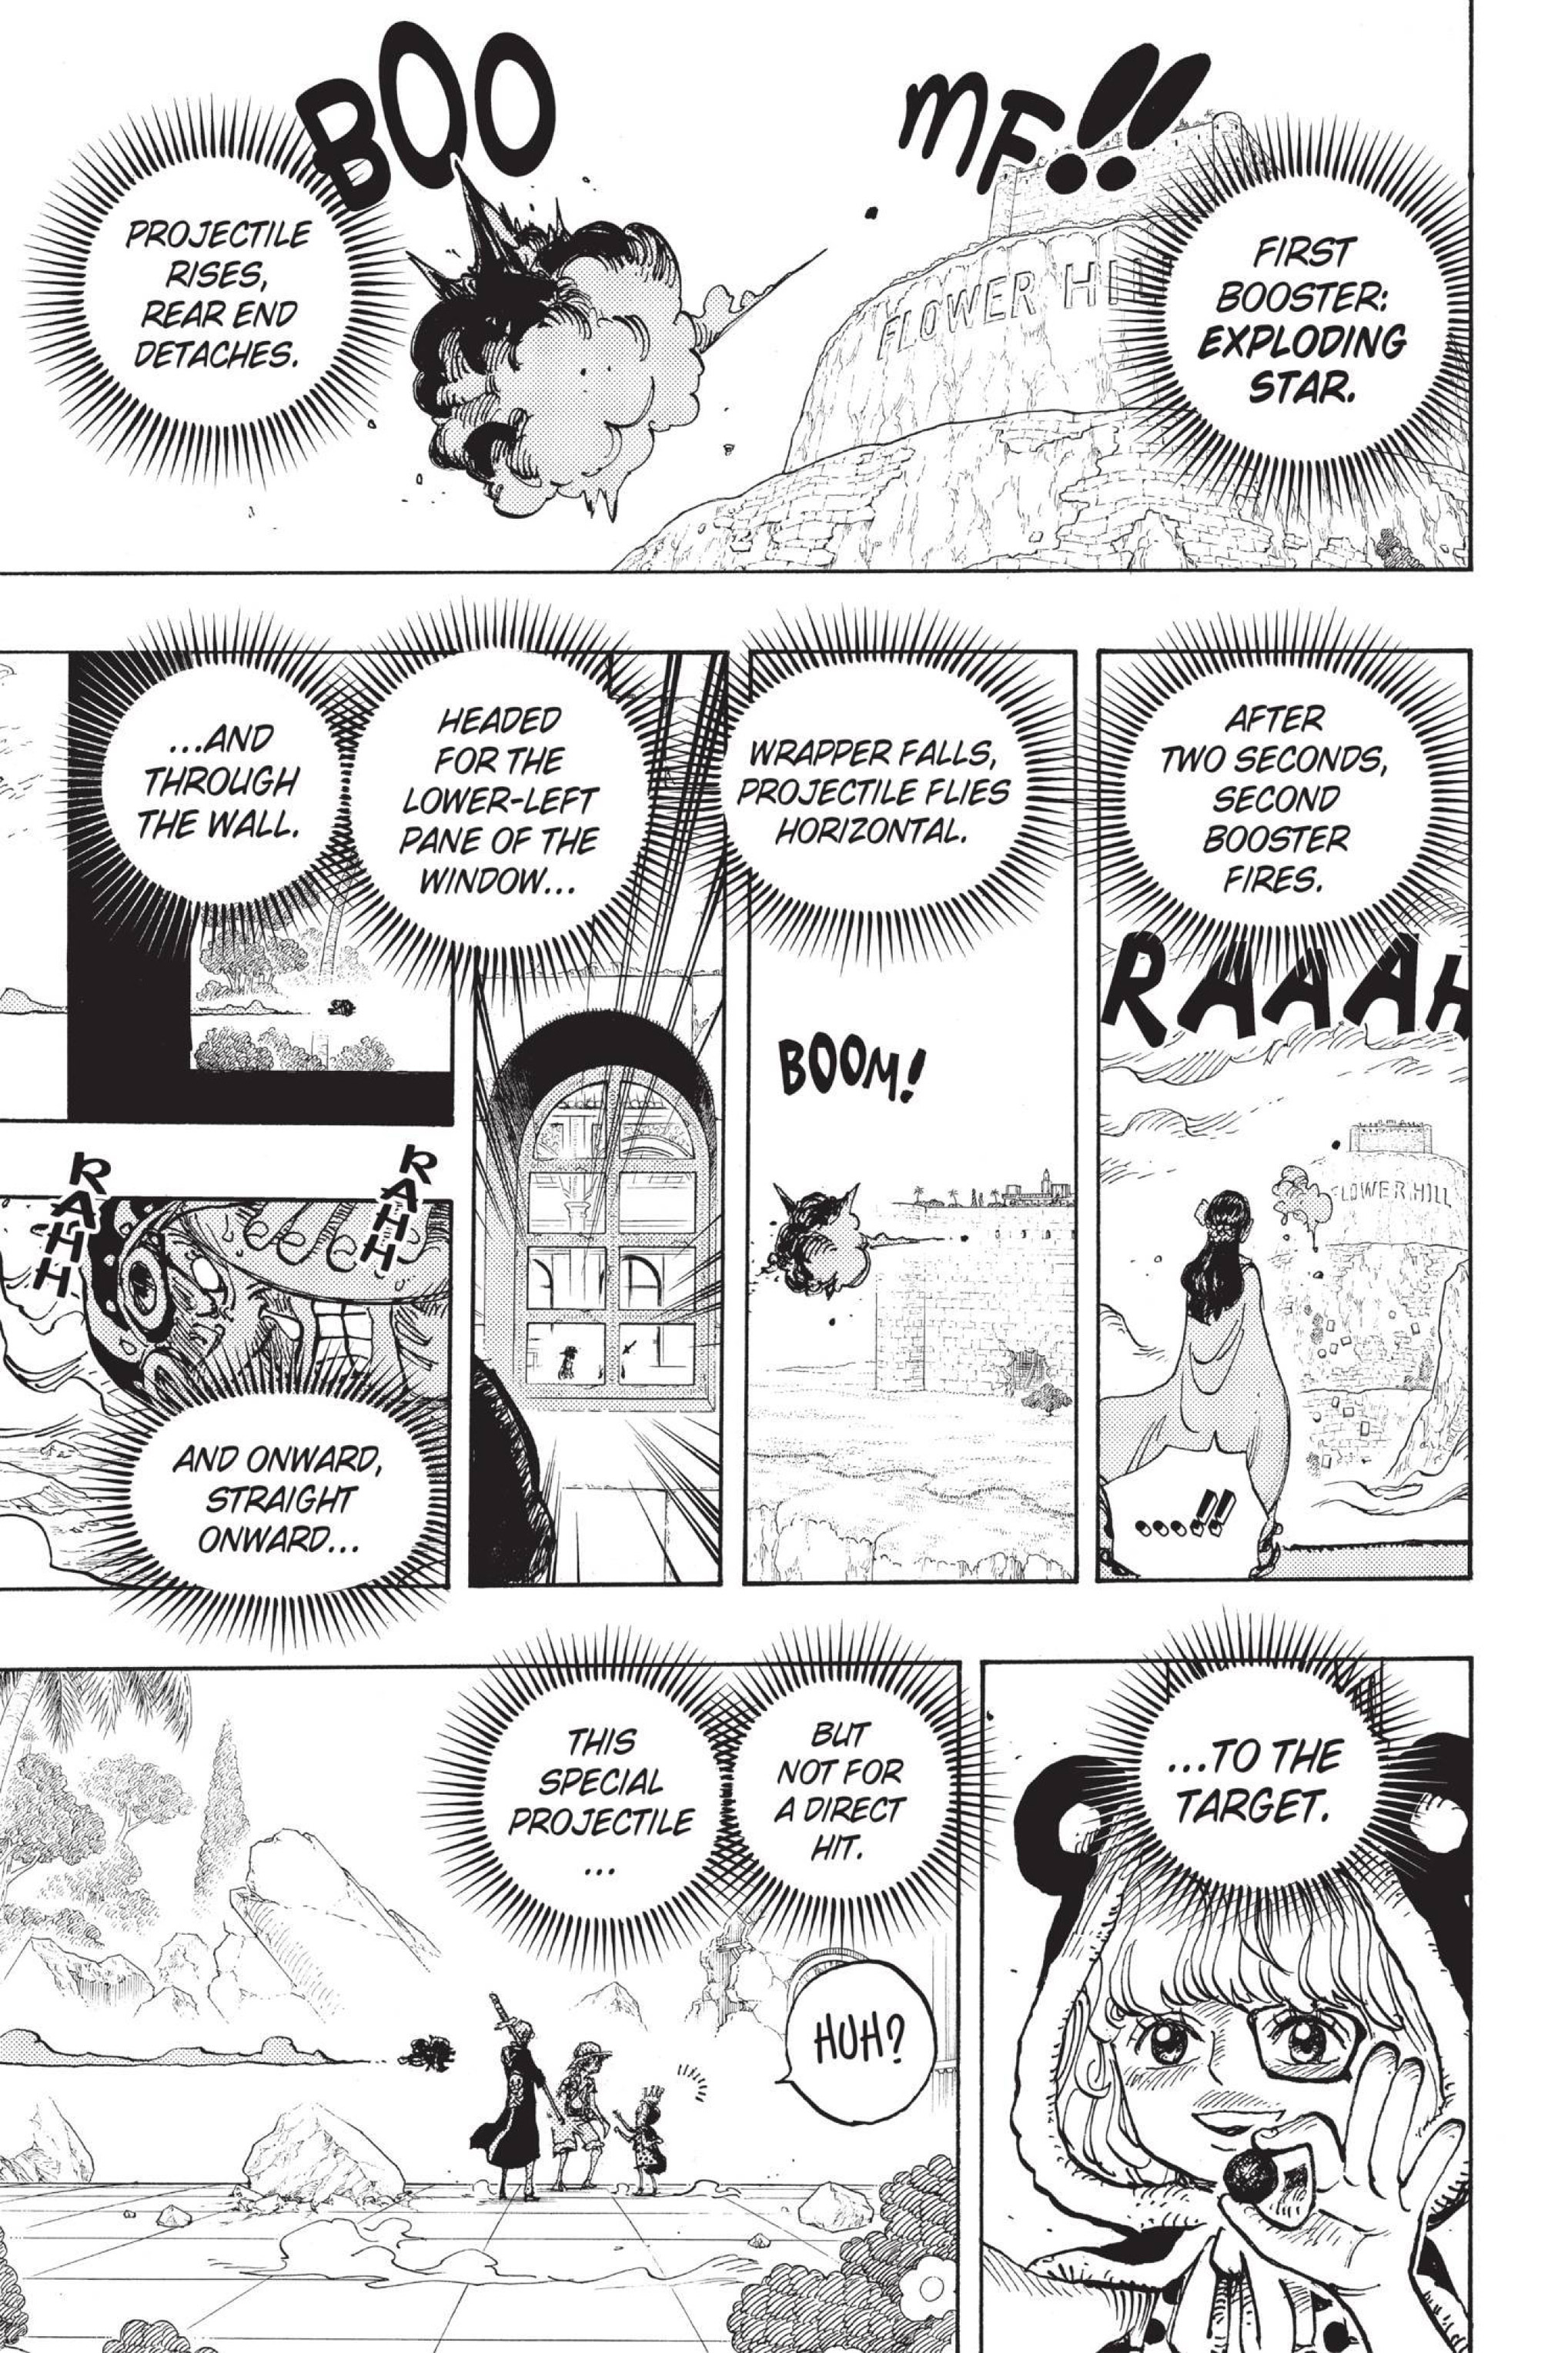 BOO
MF!!
FLOWER HILL
FIRST
BOOSTER:
EXPLODING
STAR.
PROJECTILE
RISES,
REAR END
DETACHES.
AFTER
TWO SECONDS,
SECOND
BOOSTER
FIRES.
RAAAH
FLOWER HILL
....!!
WRAPPER FALLS,
PROJECTILE FLIES
HORIZONTAL.
BOOM!
HEADED
FOR THE
LOWER-LEFT
PANE OF THE
WINDOW...
...AND
THROUGH
THE WALL.
RAHH
RAHH
AND ONWARD,
STRAIGHT
ONWARD...
...TO THE
TARGET.
BUT
NOT FOR
A DIRECT
HIT.
THIS
SPECIAL
PROJECTILE
...
HUH?